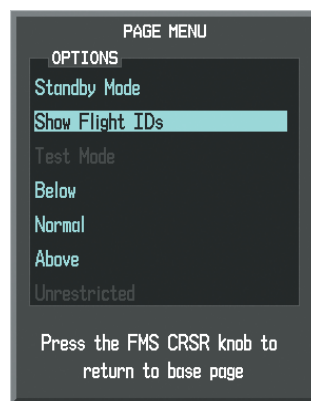 PAGE MENU
OPTIONS
Standby Mode
Show Flight IDs
Test Mode
Below
Normal
Above
Unrestricted
Press the FMS CRSR knob to
return to base page